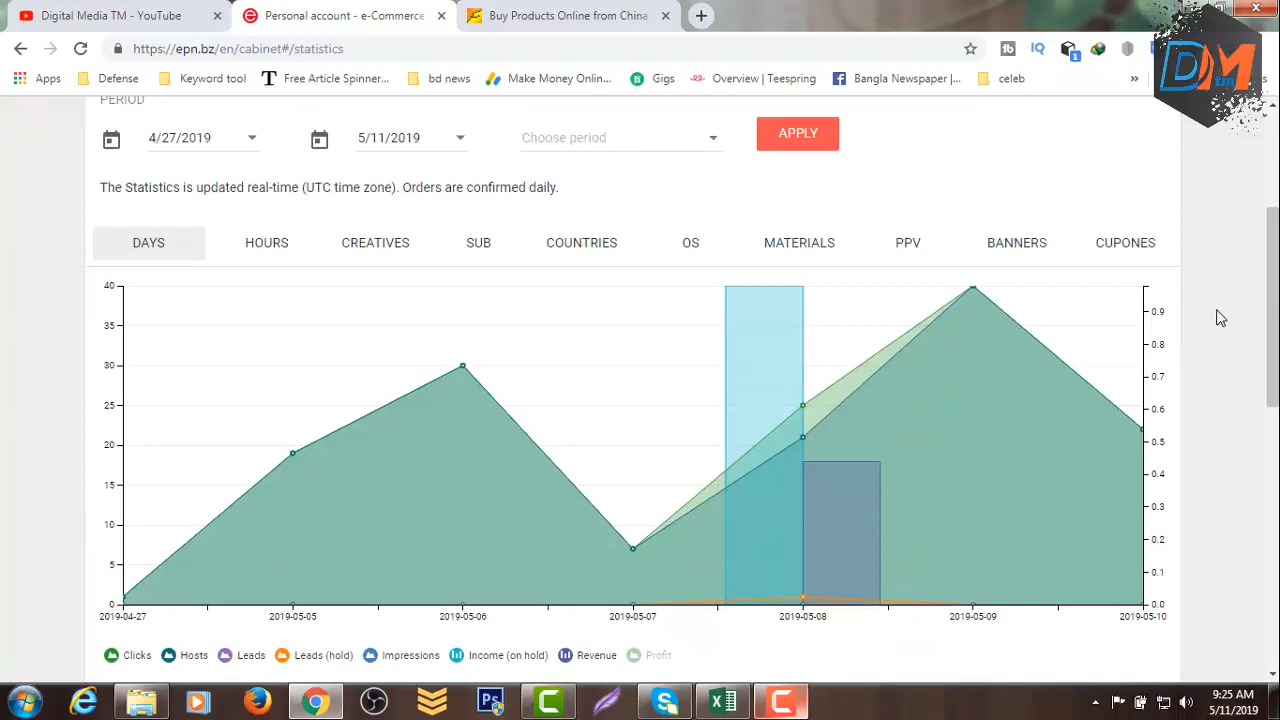 Digital Media TM - YouTube
Personal account - e-Commerce
Buy Products Online from China
https://epn.bz/en/cabinet#/statistics
Apps
Defense
Keyword tool
T Free Article Spinner...
bd news
Make Money Onlin...
Gigs
Overview | Teespring
Bangla Newspaper |...
celeb
»
DM
tm
PERIOD
4/27/2019
5/11/2019
Choose period
APPLY
The Statistics is updated real-time (UTC time zone). Orders are confirmed daily.
DAYS
HOURS
CREATIVES
SUB
COUNTRIES
OS
MATERIALS
PPV
BANNERS
CUPONES
40
35
30
25
20
15
10
5
0
0.9
0.8
0.7
0.6
0.5
0.4
0.3
0.2
0.1
0.0
2019-04-27
2019-05-05
2019-05-06
2019-05-07
2019-05-08
2019-05-09
2019-05-10
Clicks
Hosts
Leads
Leads (hold)
Impressions
Income (on hold)
Revenue
Profit
9:25 AM
5/11/2019